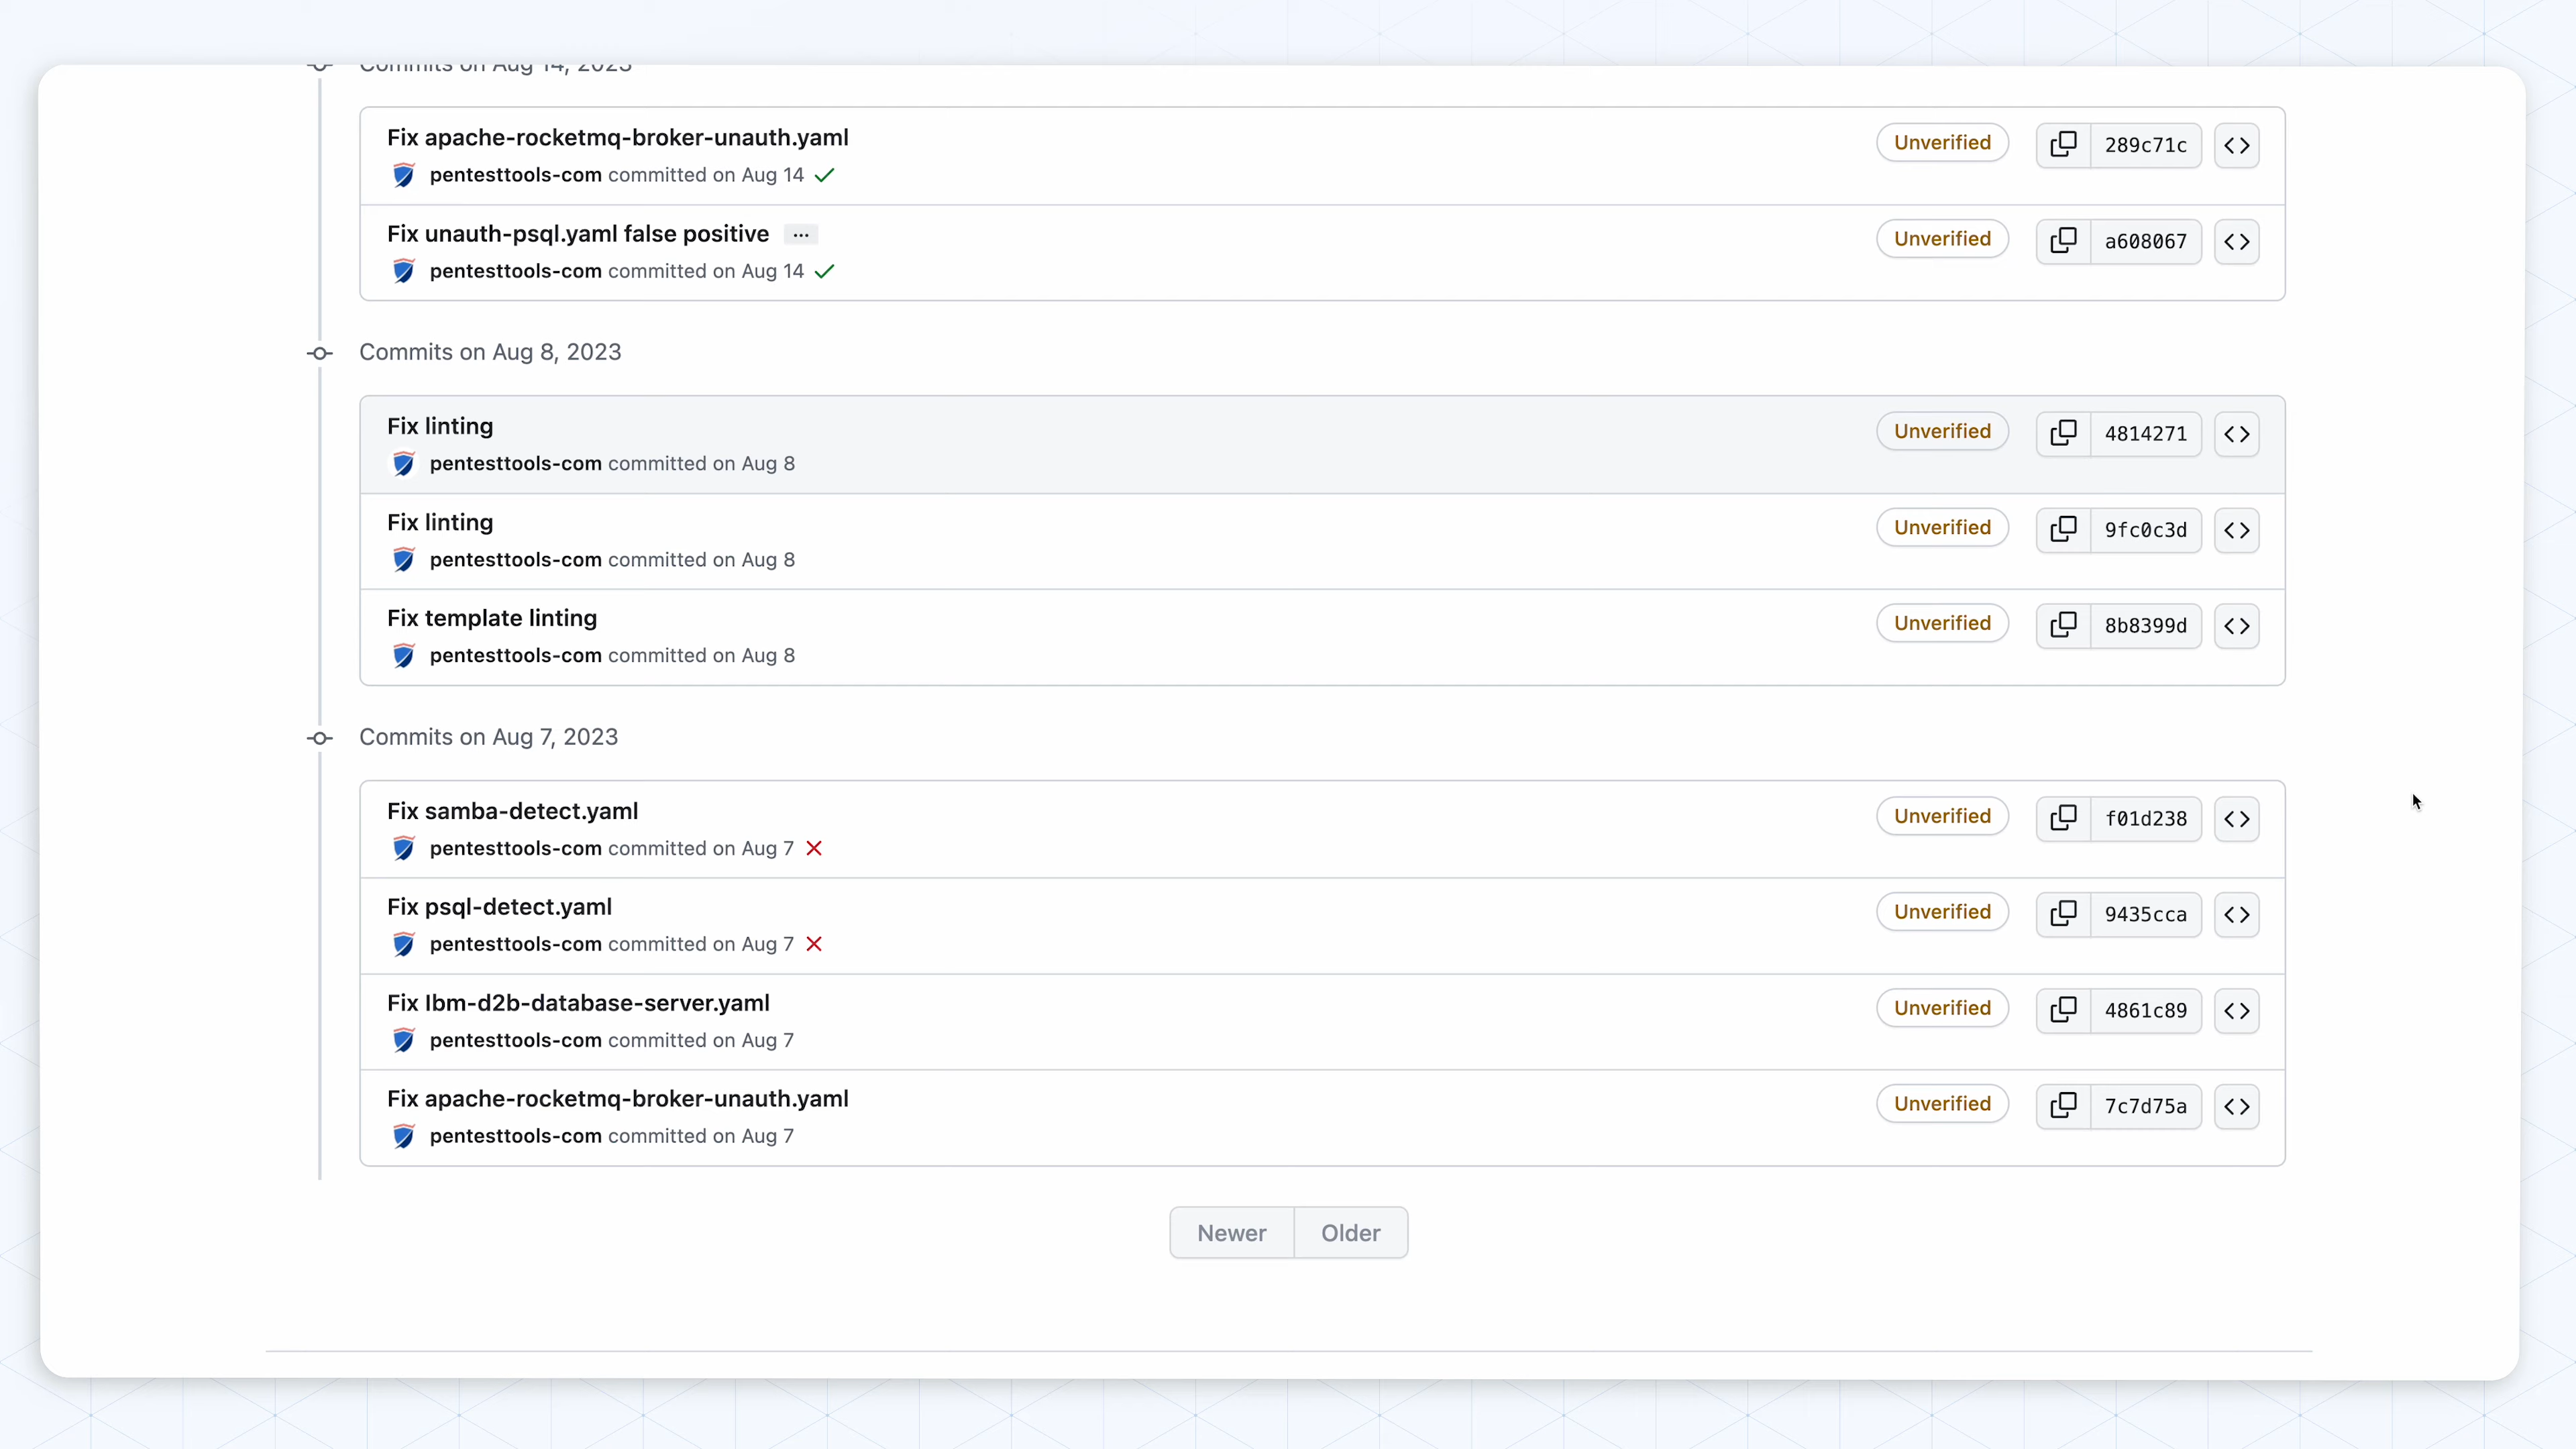 Commits on Aug 14, 2023
Fix apache-rocketmq-broker-unauth.yaml
Unverified
289c71c
pentesttools-com committed on Aug 14
Fix unauth-psql.yaml false positive
Unverified
a608067
pentesttools-com committed on Aug 14
Commits on Aug 8, 2023
Fix linting
Unverified
4814271
pentesttools-com committed on Aug 8
Fix linting
Unverified
9fc0c3d
pentesttools-com committed on Aug 8
Fix template linting
Unverified
8b8399d
pentesttools-com committed on Aug 8
Commits on Aug 7, 2023
Fix samba-detect.yaml
Unverified
f01d238
pentesttools-com committed on Aug 7
Fix psql-detect.yaml
Unverified
9435cca
pentesttools-com committed on Aug 7
Fix Ibm-d2b-database-server.yaml
Unverified
4861c89
pentesttools-com committed on Aug 7
Fix apache-rocketmq-broker-unauth.yaml
Unverified
7c7d75a
pentesttools-com committed on Aug 7
Newer
Older